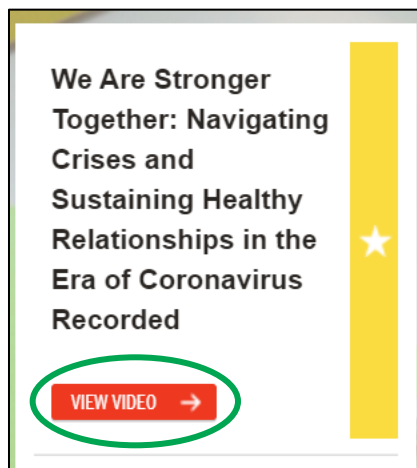 We Are Stronger
Together: Navigating
Crises and
Sustaining Healthy
Relationships in the
Era of Coronavirus
Recorded
VIEW VIDEO